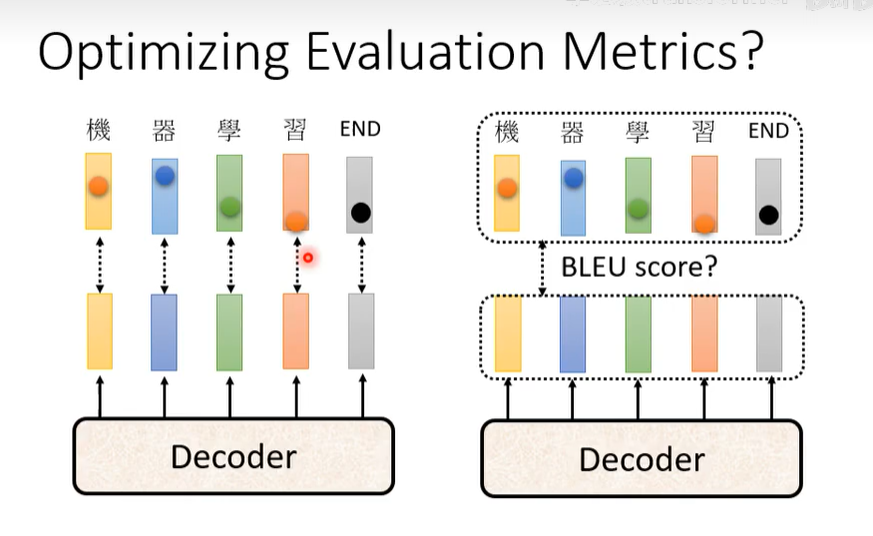 Optimizing Evaluation Metrics?
機 器 學 習 END
機 器 學 習 END
BLEU score?
Decoder
Decoder